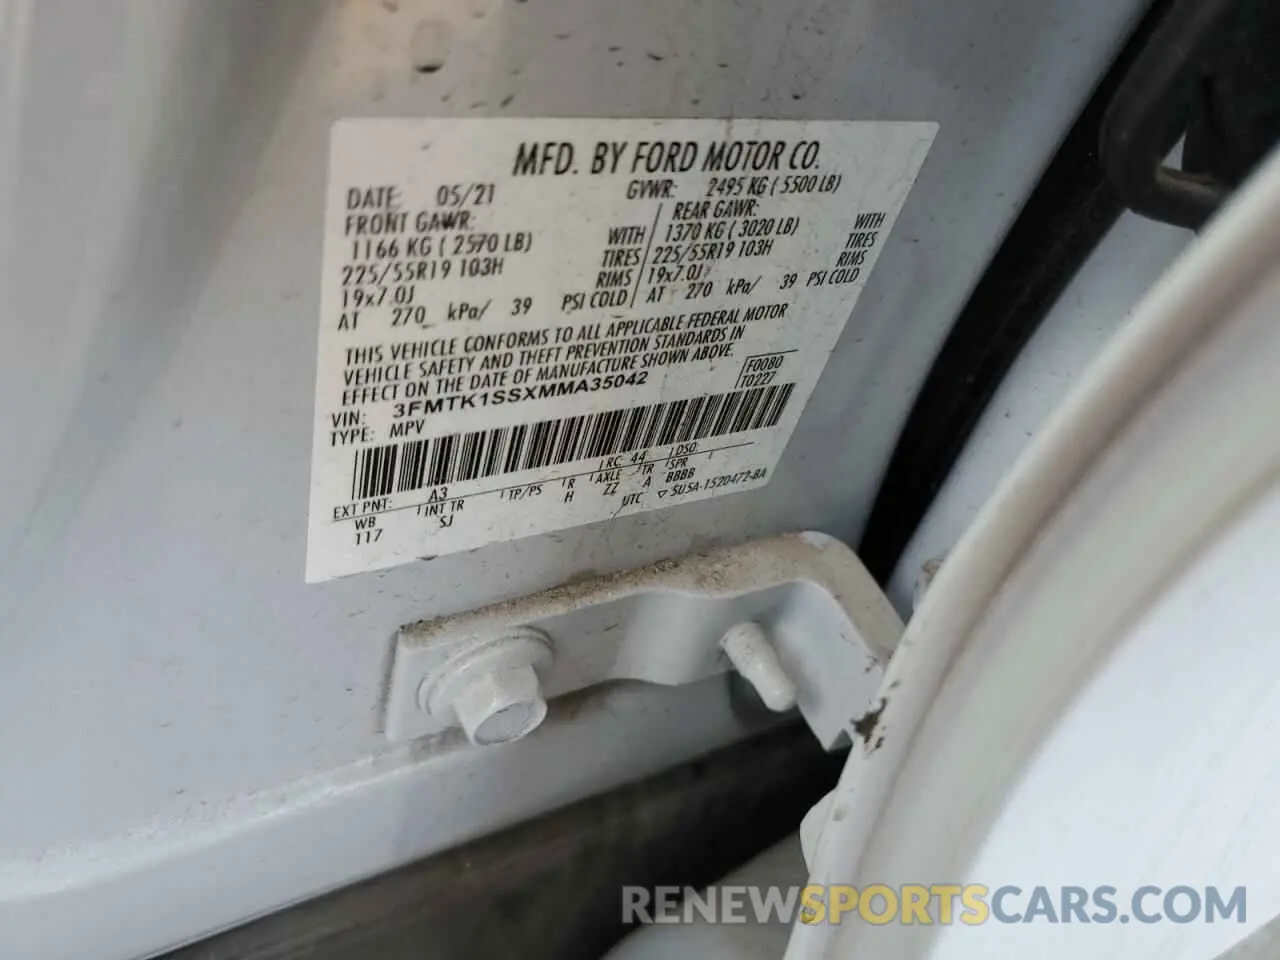 MFD. BY FORD MOTOR CO.
DATE: 05/21 GVWR: 2495 KG ( 5500 LB)
FRONT GAWR: REAR GAWR:
1166 KG ( 2570 LB) WITH 1370 KG ( 3020 LB) WITH
225/55R19 103H TIRES 225/55R19 103H TIRES
19x7.0J RIMS 19x7.0J RIMS
AT 270 kPa/ 39 PSI COLD AT 270 kPa/ 39 PSI COLD
THIS VEHICLE CONFORMS TO ALL APPLICABLE FEDERAL MOTOR
VEHICLE SAFETY AND THEFT PREVENTION STANDARDS IN
EFFECT ON THE DATE OF MANUFACTURE SHOWN ABOVE.
VIN: 3FMTK1SSXMMA35042 F0080
TYPE: MPV T0227
EXT PNT: A3 RC: 44 DSO:
WB INT TR TP/PS R AXLE TR SPR
117 SJ H ZZ A BBBB
UTC ▽ 5U5A-1520472-BA
RENEWSPORTSCARS.COM